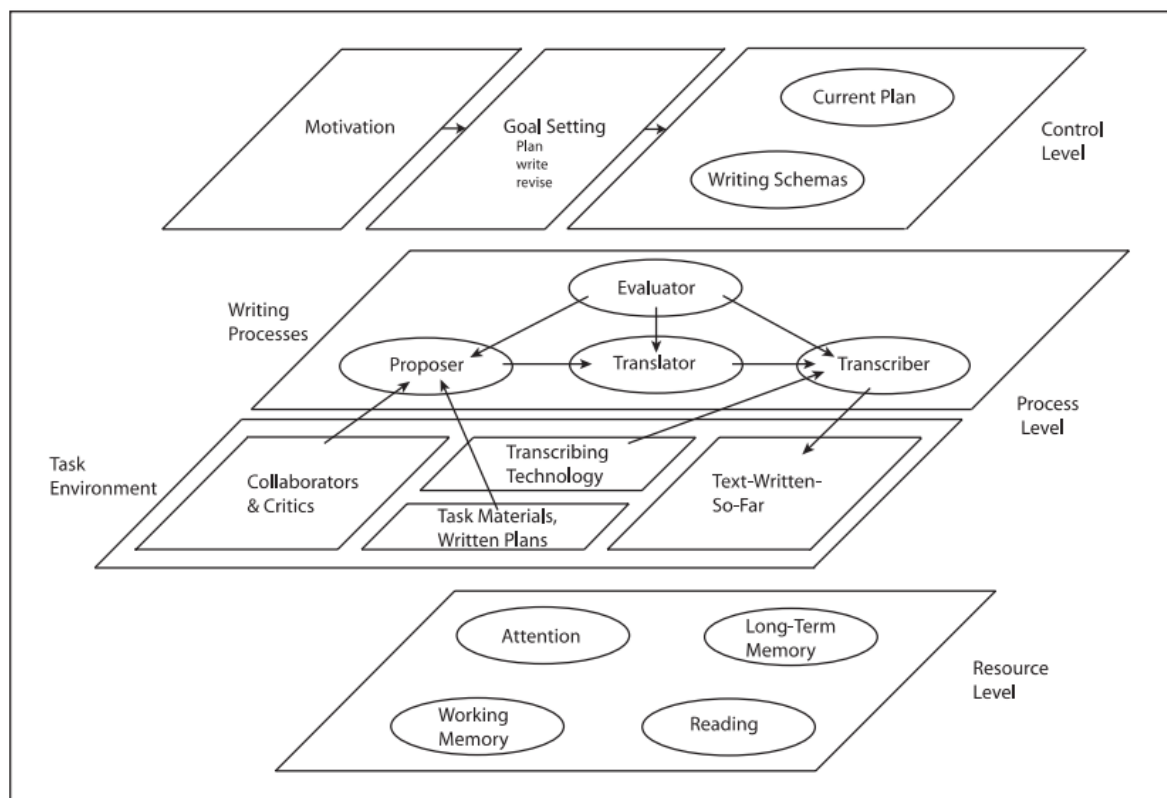 Motivation
Goal Setting
Plan
write
revise
Current Plan
Writing Schemas
Control
Level
Writing
Processes
Evaluator
Proposer
Translator
Transcriber
Process
Level
Task
Environment
Collaborators
& Critics
Transcribing
Technology
Task Materials,
Written Plans
Text-Written-
So-Far
Attention
Long-Term
Memory
Working
Memory
Reading
Resource
Level